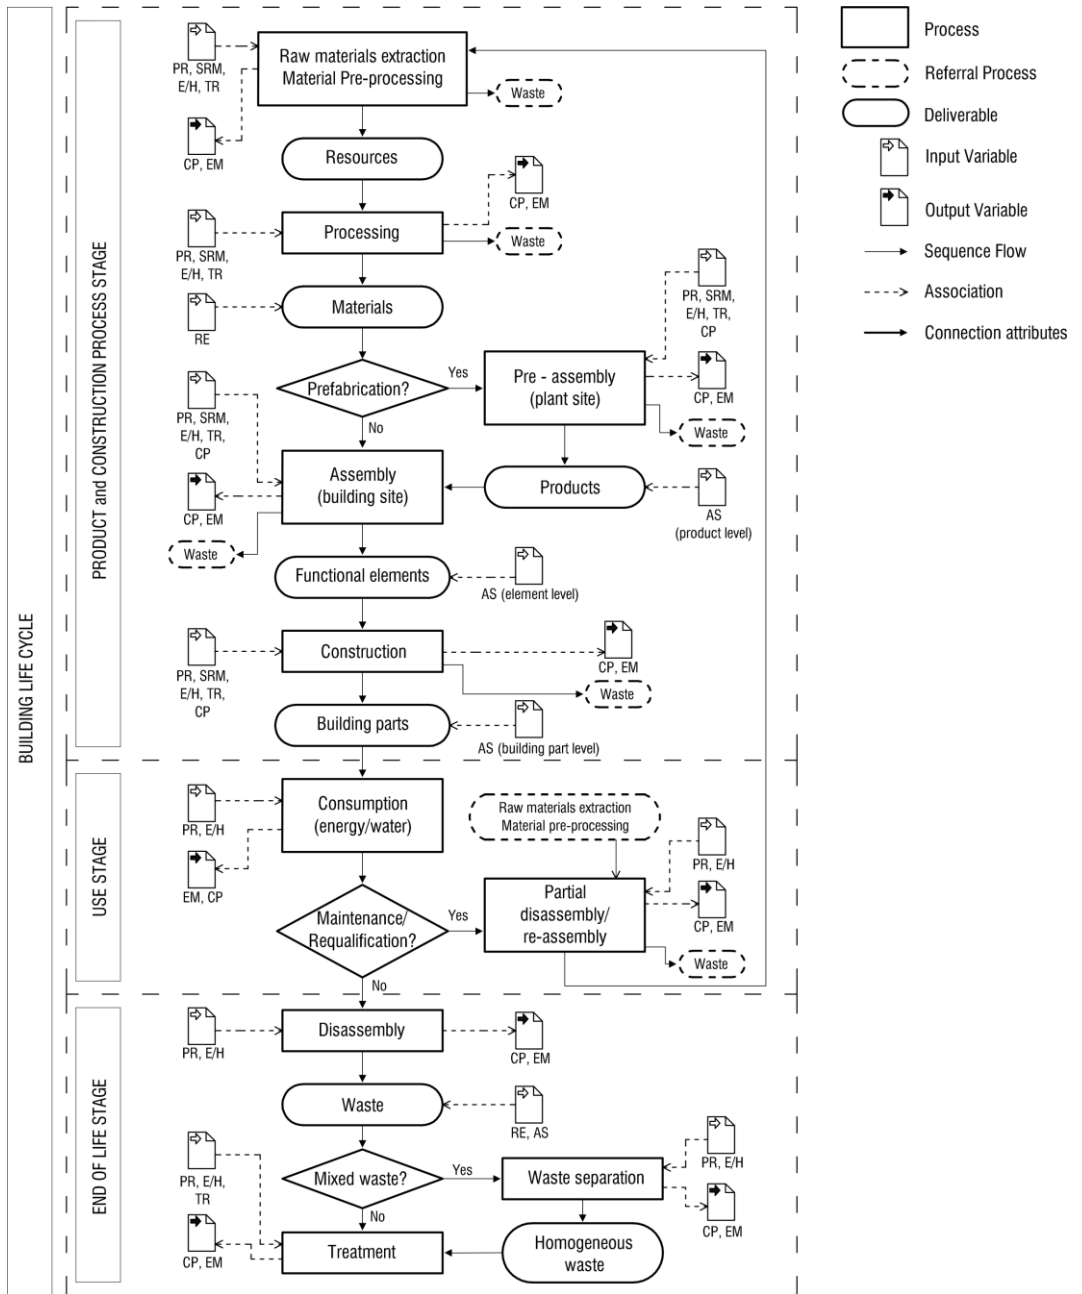 BUILDING LIFE CYCLE
PRODUCT and CONSTRUCTION PROCESS STAGE
PR, SRM,
E/H, TR
Raw materials extraction
Material Pre-processing
Waste
CP, EM
Resources
CP, EM
PR, SRM,
E/H, TR
Processing
Waste
RE
Materials
PR, SRM,
E/H, TR,
CP
Prefabrication?
Yes
No
Pre - assembly
(plant site)
CP, EM
Waste
PR, SRM,
E/H, TR,
CP
Assembly
(building site)
CP, EM
Waste
Products
AS
(product level)
Functional elements
AS (element level)
PR, SRM,
E/H, TR,
CP
Construction
CP, EM
Waste
Building parts
AS (building part level)
USE STAGE
PR, E/H
Consumption
(energy/water)
EM, CP
Raw materials extraction
Material pre-processing
PR, E/H
Maintenance/
Requalification?
Yes
No
Partial
disassembly/
re-assembly
CP, EM
Waste
END OF LIFE STAGE
PR, E/H
Disassembly
CP, EM
Waste
RE, AS
PR, E/H,
TR
Mixed waste?
Yes
No
Waste separation
PR, E/H
CP, EM
CP, EM
Treatment
Homogeneous
waste
Process
Referral Process
Deliverable
Input Variable
Output Variable
Sequence Flow
Association
Connection attributes